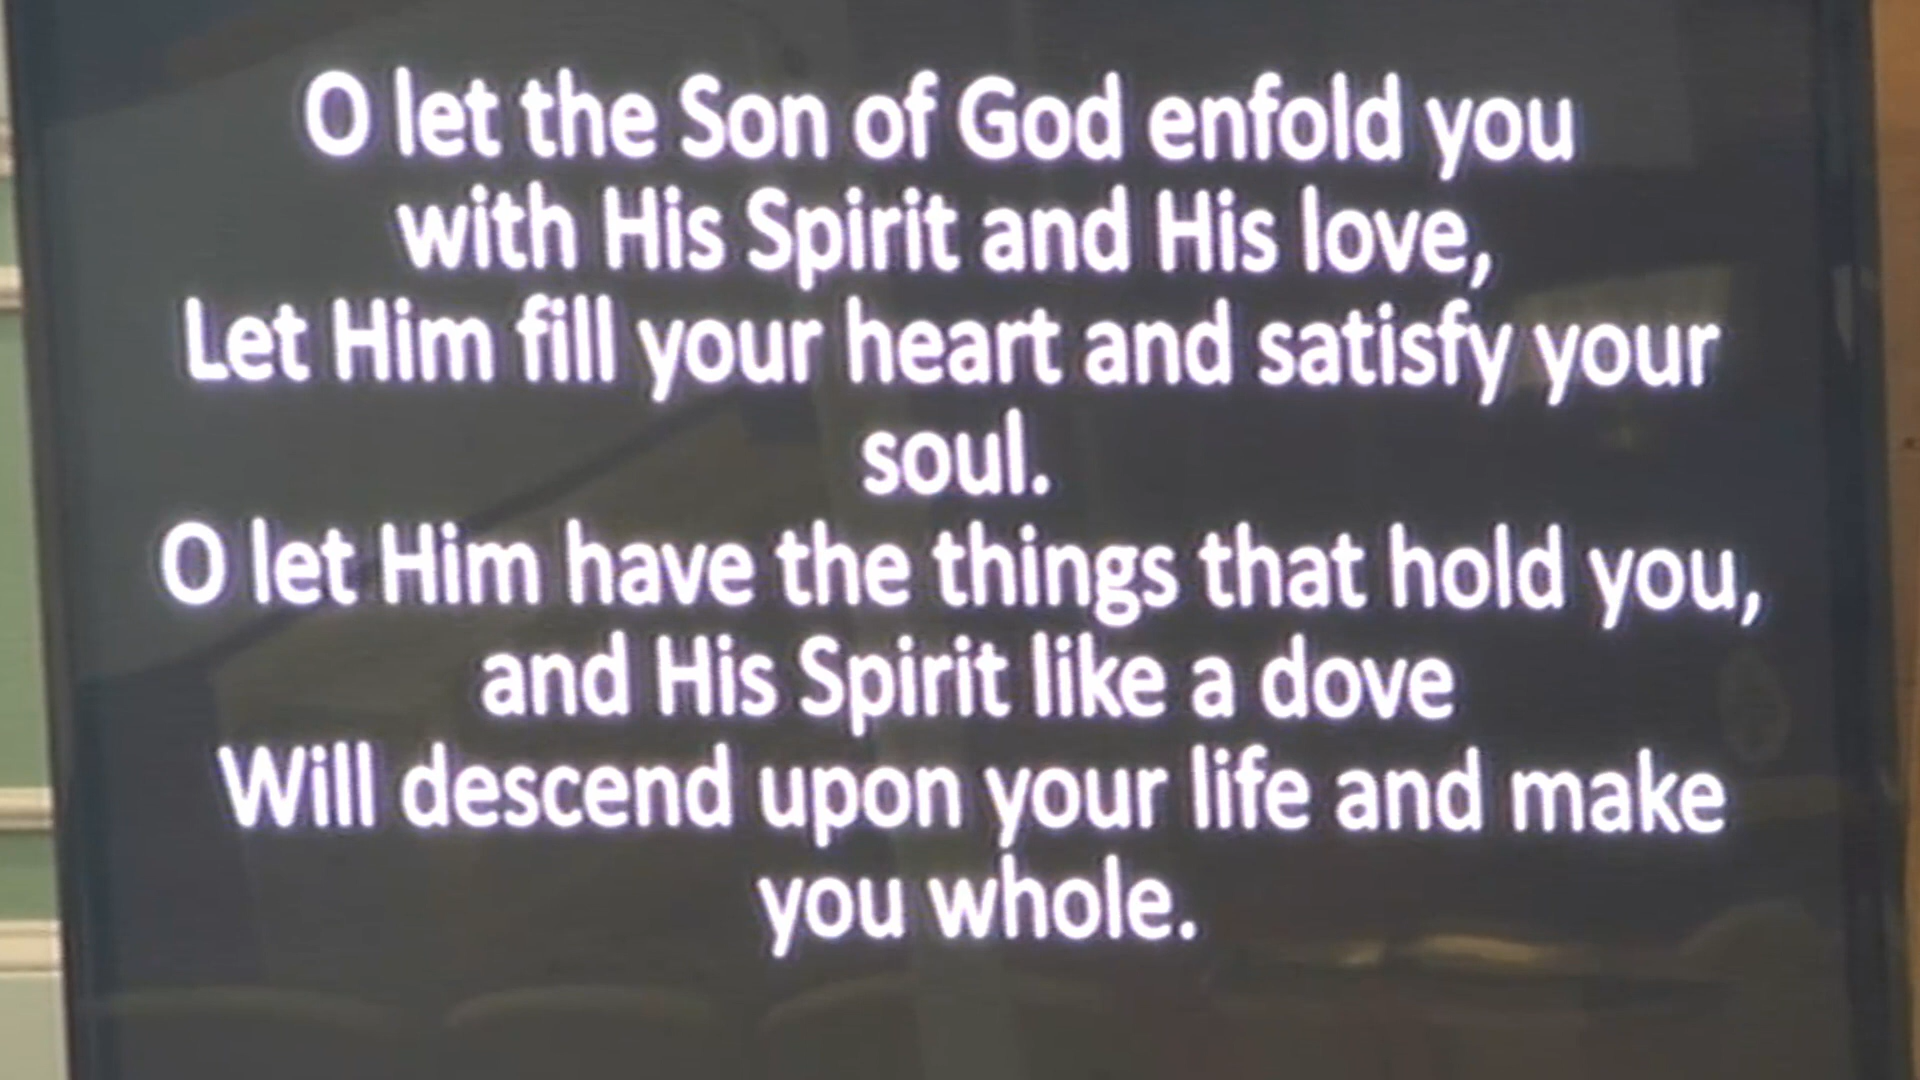 O let the Son of God enfold you
with His Spirit and His love,
Let Him fill your heart and satisfy your
soul.
O let Him have the things that hold you,
and His Spirit like a dove
Will descend upon your life and make
you whole.